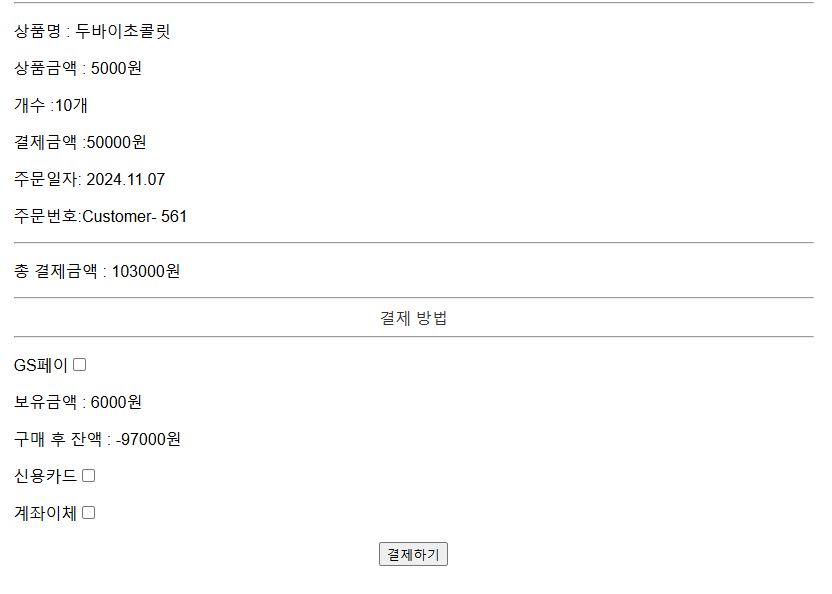 상품명 : 두바이초콜릿
상품금액 : 5000원
개수 :10개
결제금액 :50000원
주문일자: 2024.11.07
주문번호:Customer- 561
총 결제금액 : 103000원
결제 방법
GS페이
보유금액 : 6000원
구매 후 잔액 : -97000원
신용카드
계좌이체
결제하기